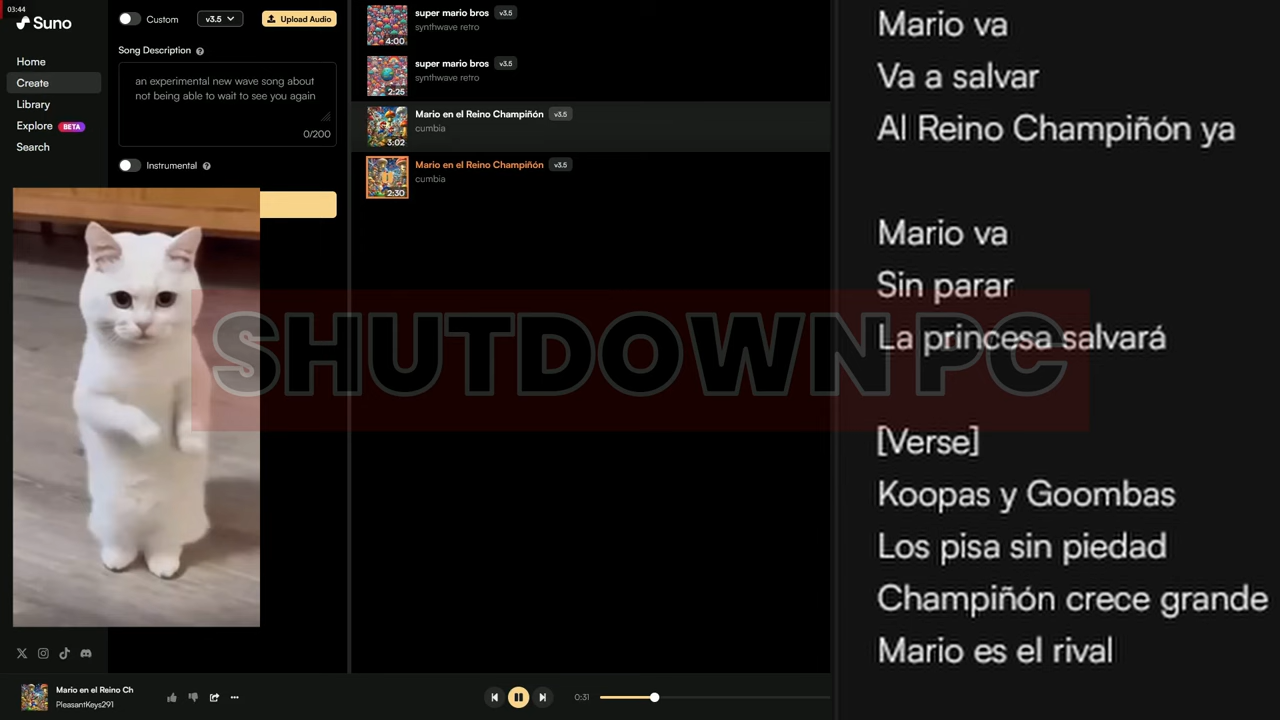 03:44
Suno
Custom
v3.5
Upload Audio
Song Description
an experimental new wave song about
not being able to wait to see you again
0/200
Instrumental
Home
Create
Library
Explore BETA
Search
super mario bros v3.5
synthwave retro
4:00
super mario bros v3.5
synthwave retro
2:25
Mario en el Reino Champiñón v3.5
cumbia
3:02
Mario en el Reino Champiñón v3.5
cumbia
2:30
SHUTDOWN PC
Mario va
Va a salvar
Al Reino Champiñón ya
Mario va
Sin parar
La princesa salvará
[Verse]
Koopas y Goombas
Los pisa sin piedad
Champiñón crece grande
Mario es el rival
Mario en el Reino Ch
PleasantKeys291
0:31